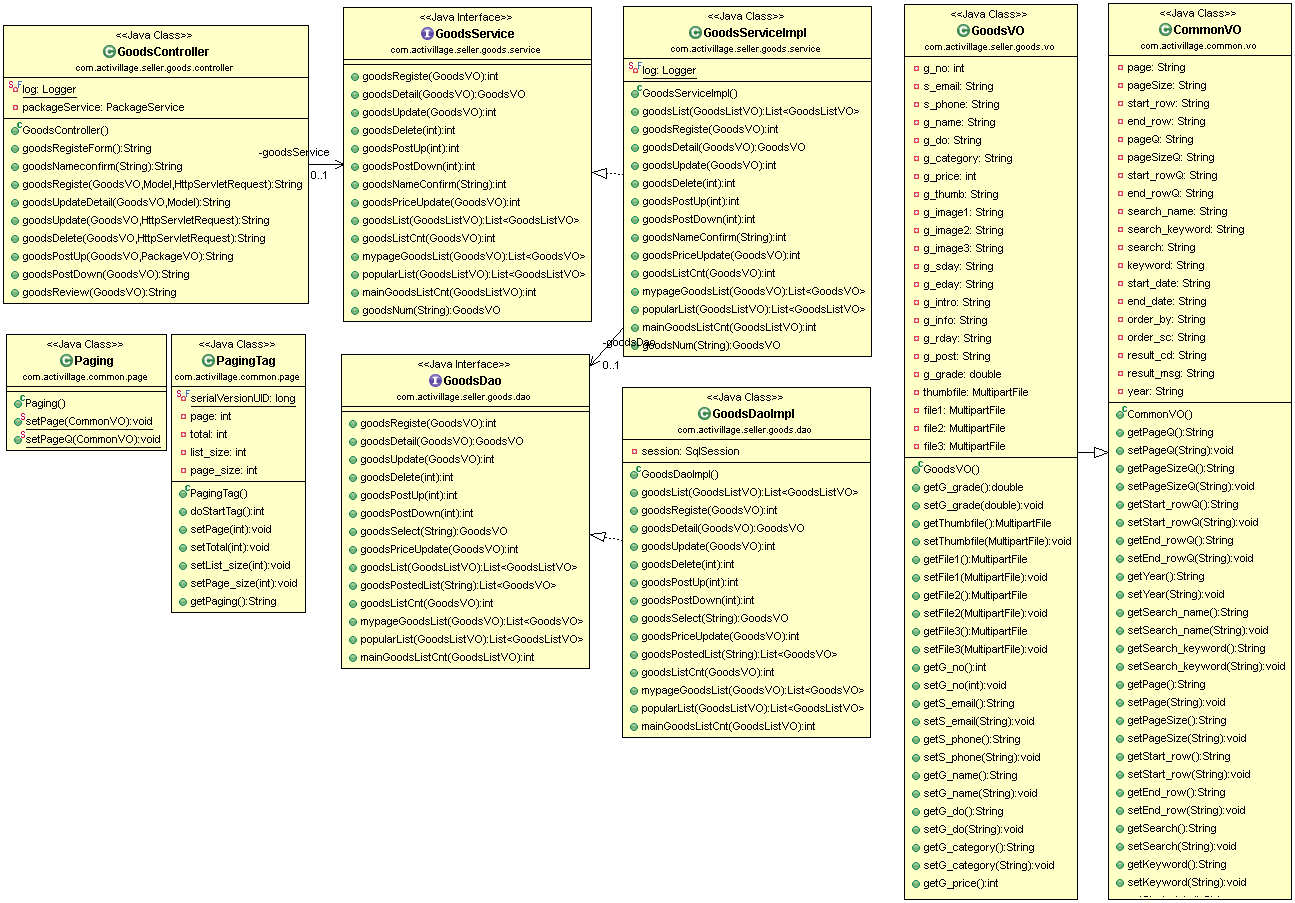 <<Java Class>>
GoodsController
com.activillage.seller.goods.controller
log: Logger
packageService: PackageService
GoodsController()
goodsRegisteForm():String
goodsNameconfirm(String):String
goodsRegiste(GoodsVO,Model,HttpServletRequest):String
goodsUpdateDetail(GoodsVO,Model):String
goodsUpdate(GoodsVO,HttpServletRequest):String
goodsDelete(GoodsVO,HttpServletRequest):String
goodsPostUp(GoodsVO,PackageVO):String
goodsPostDown(GoodsVO):String
goodsReview(GoodsVO):String
-goodsService
0..1
<<Java Interface>>
GoodsService
com.activillage.seller.goods.service
goodsRegiste(GoodsVO):int
goodsDetail(GoodsVO):GoodsVO
goodsUpdate(GoodsVO):int
goodsDelete(int):int
goodsPostUp(int):int
goodsPostDown(int):int
goodsNameConfirm(String):int
goodsPriceUpdate(GoodsVO):int
goodsList(GoodsListVO):List<GoodsListVO>
goodsListCnt(GoodsVO):int
mypageGoodsList(GoodsVO):List<GoodsVO>
popularList(GoodsListVO):List<GoodsListVO>
mainGoodsListCnt(GoodsListVO):int
goodsNum(String):GoodsVO
<<Java Class>>
GoodsServiceImpl
com.activillage.seller.goods.service
log: Logger
GoodsServiceImpl()
goodsList(GoodsListVO):List<GoodsListVO>
goodsRegiste(GoodsVO):int
goodsDetail(GoodsVO):GoodsVO
goodsUpdate(GoodsVO):int
goodsDelete(int):int
goodsPostUp(int):int
goodsPostDown(int):int
goodsNameConfirm(String):int
goodsPriceUpdate(GoodsVO):int
goodsListCnt(GoodsVO):int
mypageGoodsList(GoodsVO):List<GoodsVO>
popularList(GoodsListVO):List<GoodsListVO>
mainGoodsListCnt(GoodsListVO):int
goodsNum(String):GoodsVO
-goodsDao
0..1
<<Java Class>>
Paging
com.activillage.common.page
Paging()
setPage(CommonVO):void
setPageQ(CommonVO):void
<<Java Class>>
PagingTag
com.activillage.common.page
serialVersionUID: long
page: int
total: int
list_size: int
page_size: int
PagingTag()
doStartTag():int
setPage(int):void
setTotal(int):void
setList_size(int):void
setPage_size(int):void
getPaging():String
<<Java Interface>>
GoodsDao
com.activillage.seller.goods.dao
goodsRegiste(GoodsVO):int
goodsDetail(GoodsVO):GoodsVO
goodsUpdate(GoodsVO):int
goodsDelete(int):int
goodsPostUp(int):int
goodsPostDown(int):int
goodsSelect(String):GoodsVO
goodsPriceUpdate(GoodsVO):int
goodsList(GoodsListVO):List<GoodsListVO>
goodsPostedList(String):List<GoodsVO>
goodsListCnt(GoodsVO):int
mypageGoodsList(GoodsVO):List<GoodsVO>
popularList(GoodsListVO):List<GoodsListVO>
mainGoodsListCnt(GoodsListVO):int
<<Java Class>>
GoodsDaoImpl
com.activillage.seller.goods.dao
session: SqlSession
GoodsDaoImpl()
goodsList(GoodsListVO):List<GoodsListVO>
goodsRegiste(GoodsVO):int
goodsDetail(GoodsVO):GoodsVO
goodsUpdate(GoodsVO):int
goodsDelete(int):int
goodsPostUp(int):int
goodsPostDown(int):int
goodsSelect(String):GoodsVO
goodsPriceUpdate(GoodsVO):int
goodsPostedList(String):List<GoodsVO>
goodsListCnt(GoodsVO):int
mypageGoodsList(GoodsVO):List<GoodsVO>
popularList(GoodsListVO):List<GoodsListVO>
mainGoodsListCnt(GoodsListVO):int
<<Java Class>>
GoodsVO
com.activillage.seller.goods.vo
g_no: int
s_email: String
s_phone: String
g_name: String
g_do: String
g_category: String
g_price: int
g_thumb: String
g_image1: String
g_image2: String
g_image3: String
g_sday: String
g_eday: String
g_intro: String
g_info: String
g_rday: String
g_post: String
g_grade: double
thumbfile: MultipartFile
file1: MultipartFile
file2: MultipartFile
file3: MultipartFile
GoodsVO()
getG_grade():double
setG_grade(double):void
getThumbfile():MultipartFile
setThumbfile(MultipartFile):void
getFile1():MultipartFile
setFile1(MultipartFile):void
getFile2():MultipartFile
setFile2(MultipartFile):void
getFile3():MultipartFile
setFile3(MultipartFile):void
getG_no():int
setG_no(int):void
getS_email():String
setS_email(String):void
getS_phone():String
setS_phone(String):void
getG_name():String
setG_name(String):void
getG_do():String
setG_do(String):void
getG_category():String
setG_category(String):void
getG_price():int
<<Java Class>>
CommonVO
com.activillage.common.vo
page: String
pageSize: String
start_row: String
end_row: String
pageQ: String
pageSizeQ: String
start_rowQ: String
end_rowQ: String
search_name: String
search_keyword: String
search: String
keyword: String
start_date: String
end_date: String
order_by: String
order_sc: String
result_cd: String
result_msg: String
year: String
CommonVO()
getPageQ():String
setPageQ(String):void
getPageSizeQ():String
setPageSizeQ(String):void
getStart_rowQ():String
setStart_rowQ(String):void
getEnd_rowQ():String
setEnd_rowQ(String):void
getYear():String
setYear(String):void
getSearch_name():String
setSearch_name(String):void
getSearch_keyword():String
setSearch_keyword(String):void
getPage():String
setPage(String):void
getPageSize():String
setPageSize(String):void
getStart_row():String
setStart_row(String):void
getEnd_row():String
setEnd_row(String):void
getSearch():String
setSearch(String):void
getKeyword():String
setKeyword(String):void